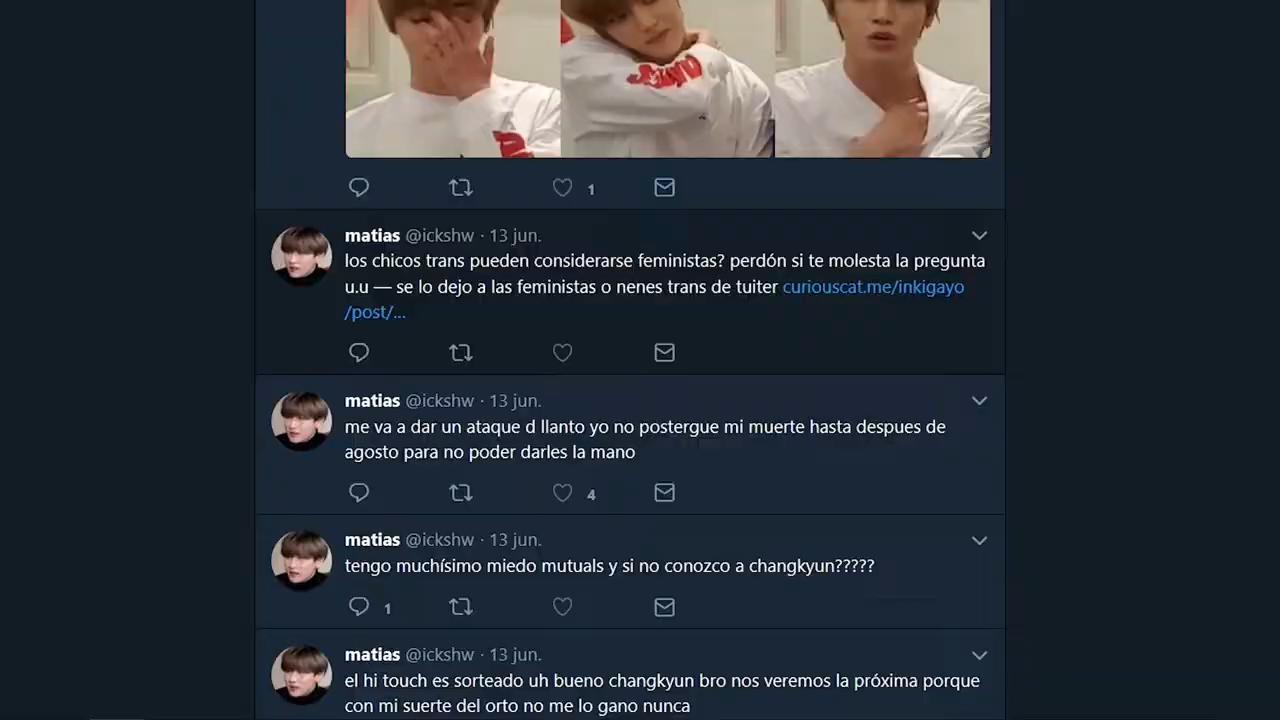 1
matias @ickshw · 13 jun.
los chicos trans pueden considerarse feministas? perdón si te molesta la pregunta
u.u — se lo dejo a las feministas o nenes trans de tuiter curiouscat.me/inkigayo
/post/...
matias @ickshw · 13 jun.
me va a dar un ataque d llanto yo no postergue mi muerte hasta despues de
agosto para no poder darles la mano
4
matias @ickshw · 13 jun.
tengo muchísimo miedo mutuals y si no conozco a changkyun?????
1
matias @ickshw · 13 jun.
el hi touch es sorteado uh bueno changkyun bro nos veremos la próxima porque
con mi suerte del orto no me lo gano nunca